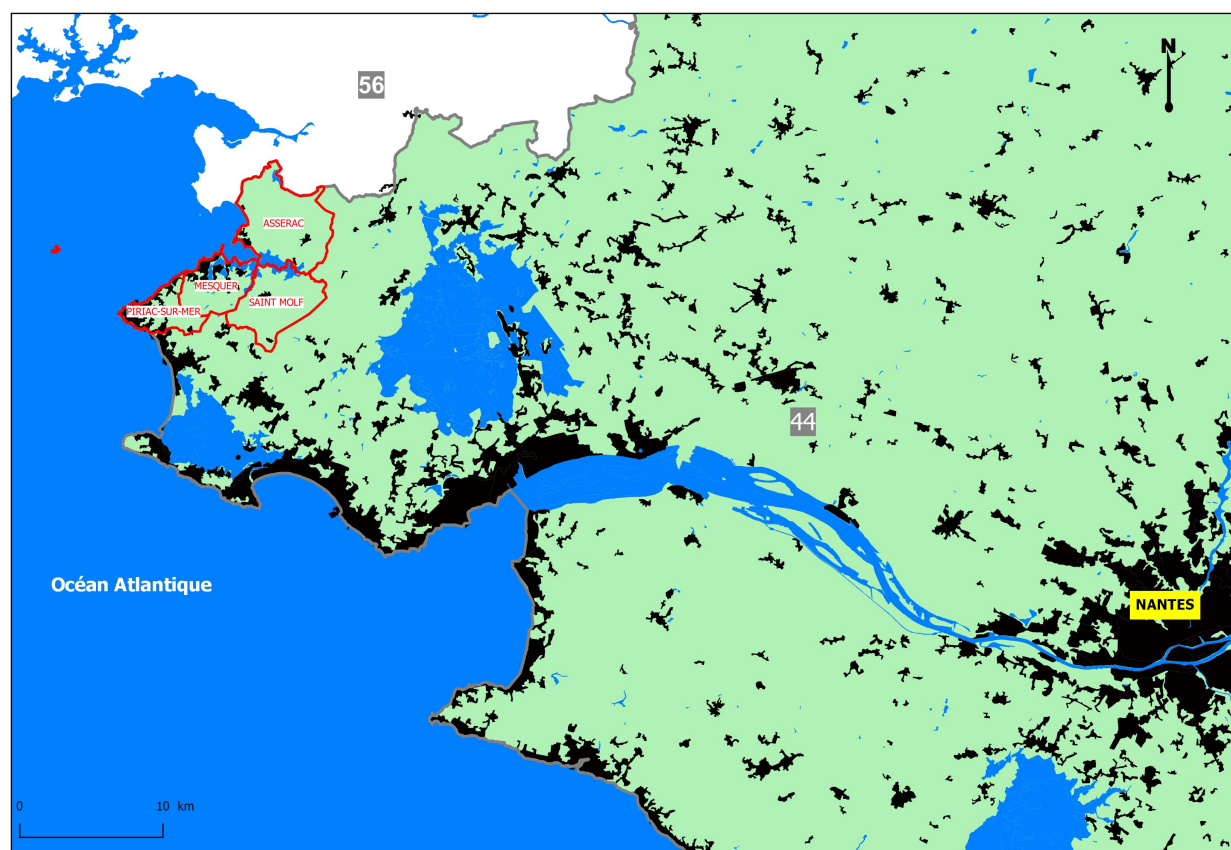 N
56
ASSERAC
MESQUER
SAINT MOLF
PIRIAC-SUR-MER
44
Océan Atlantique
NANTES
0 10 km